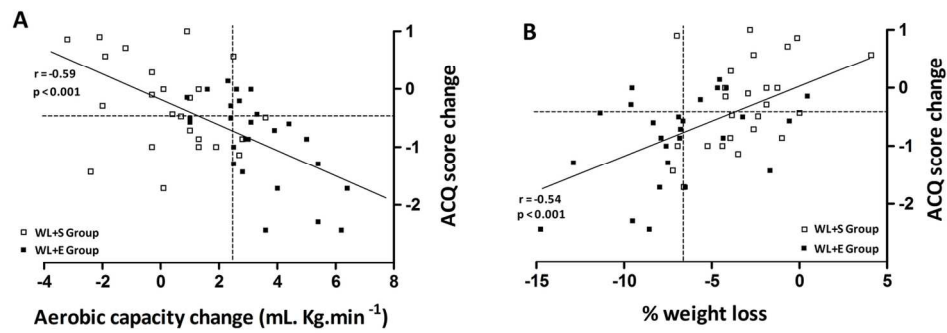 A
r = -0.59
p < 0.001
1
0
-1
-2
ACQ score change
□ WL+S Group
■ WL+E Group
-4
-2
0
2
4
6
8
Aerobic capacity change (mL. Kg.min⁻¹)
B
1
0
-1
-2
ACQ score change
r = -0.54
p < 0.001
□ WL+S Group
■ WL+E Group
-15
-10
-5
0
5
% weight loss